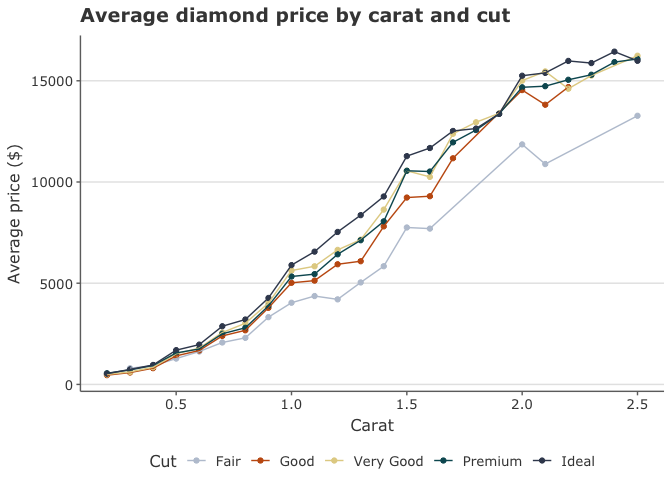 Average diamond price by carat and cut
Average price ($)
15000
10000
5000
0
0.5 1.0 1.5 2.0 2.5
Carat
Cut Fair Good Very Good Premium Ideal